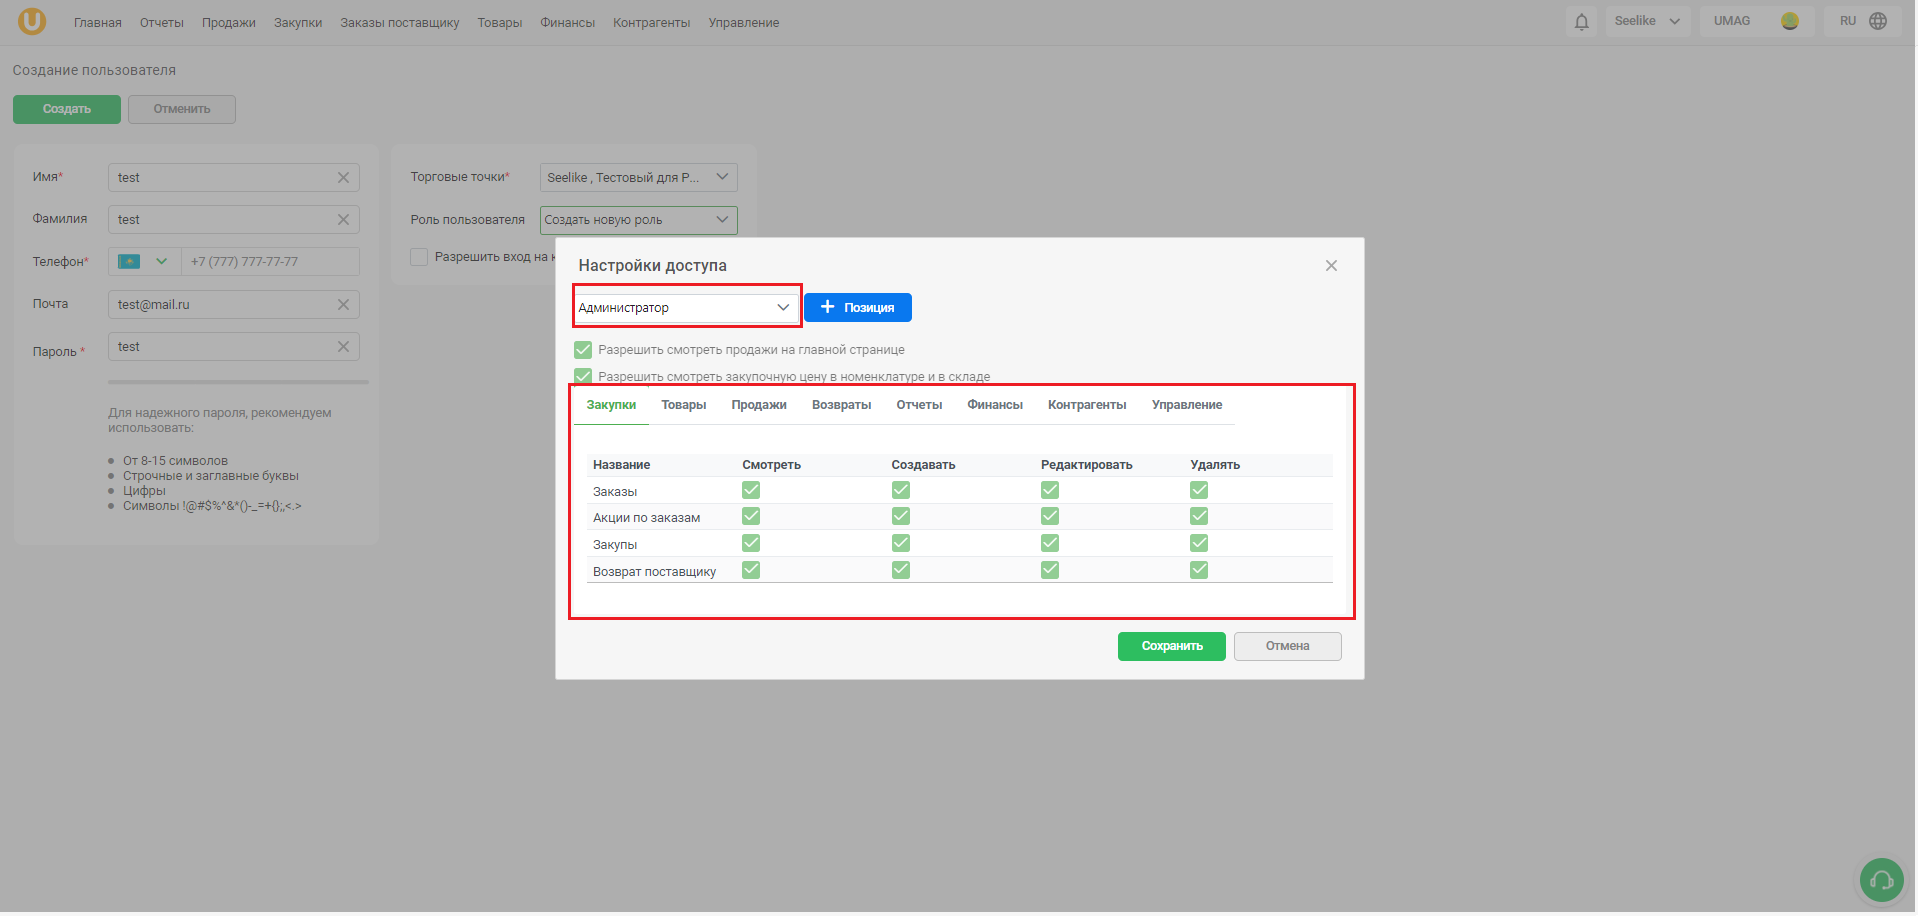 Главная Отчеты Продажи Закупки Заказы поставщику Товары Финансы Контрагенты Управление Seelike UMAG RU
Создание пользователя
Создать Отменить
Имя* test
Фамилия test
Телефон* +7 (777) 777-77-77
Почта test@mail.ru
Пароль * test
Для надежного пароля, рекомендуем
использовать:
От 8-15 символов
Строчные и заглавные буквы
Цифры
Символы !@#$%^&*()-_=+{};,<.>
Торговые точки* Seelike , Тестовый для Р...
Роль пользователя Создать новую роль
Разрешить вход на к
Настройки доступа
Администратор + Позиция
Разрешить смотреть продажи на главной странице
Разрешить смотреть закупочную цену в номенклатуре и в складе
Закупки Товары Продажи Возвраты Отчеты Финансы Контрагенты Управление
Название Смотреть Создавать Редактировать Удалять
Заказы
Акции по заказам
Закупы
Возврат поставщику
Сохранить Отмена